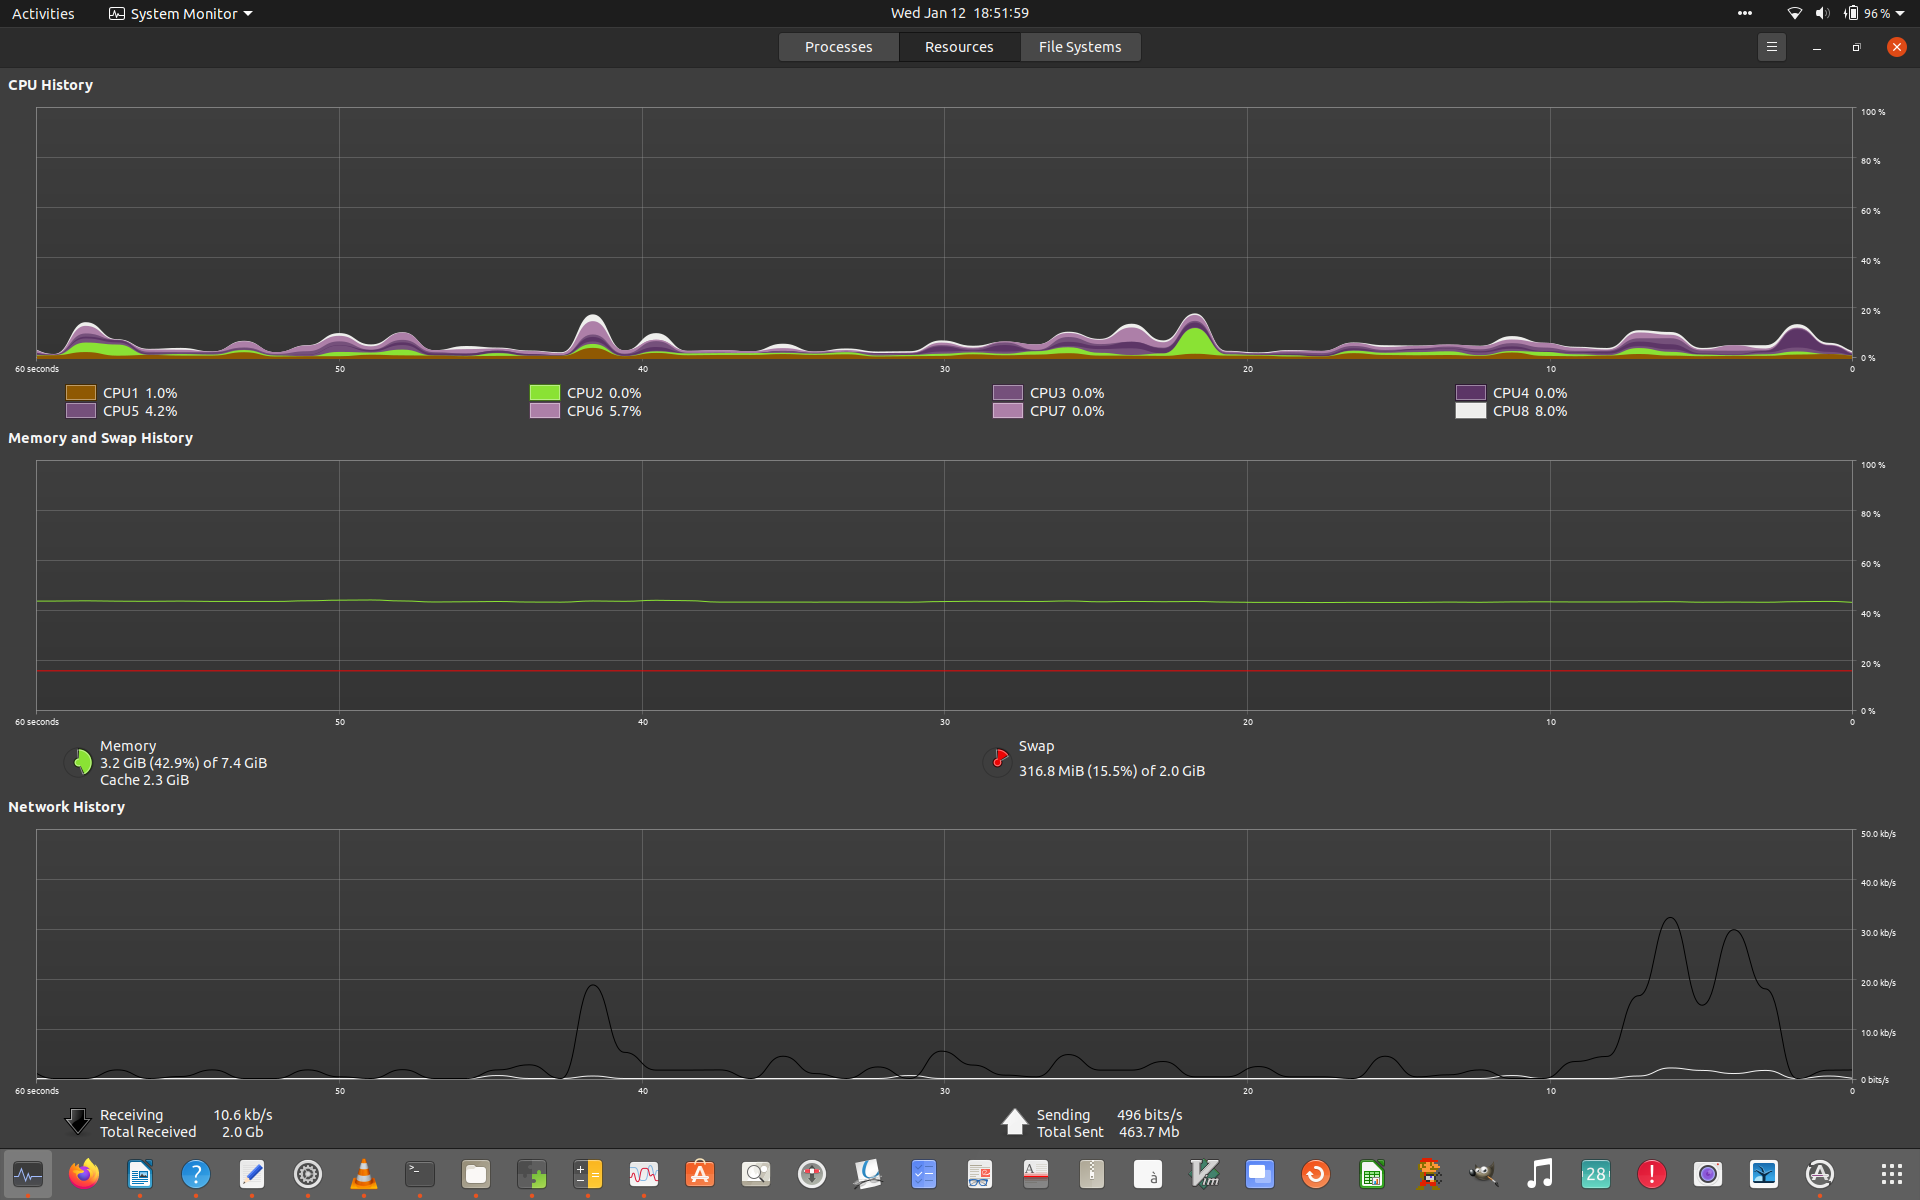 Activities System Monitor Wed Jan 12 18:51:59 96 %
Processes Resources File Systems
CPU History
100 %
80 %
60 %
40 %
20 %
0 %
60 seconds 50 40 30 20 10 0
CPU1 1.0% CPU2 0.0% CPU3 0.0% CPU4 0.0%
CPU5 4.2% CPU6 5.7% CPU7 0.0% CPU8 8.0%
Memory and Swap History
100 %
80 %
60 %
40 %
20 %
0 %
60 seconds 50 40 30 20 10 0
Memory Swap
3.2 GiB (42.9%) of 7.4 GiB 316.8 MiB (15.5%) of 2.0 GiB
Cache 2.3 GiB
Network History
50.0 kb/s
40.0 kb/s
30.0 kb/s
20.0 kb/s
10.0 kb/s
0 bits/s
60 seconds 50 40 30 20 10 0
Receiving 10.6 kb/s Sending 496 bits/s
Total Received 2.0 Gb Total Sent 463.7 Mb
? >_ A A à Vim 28 !